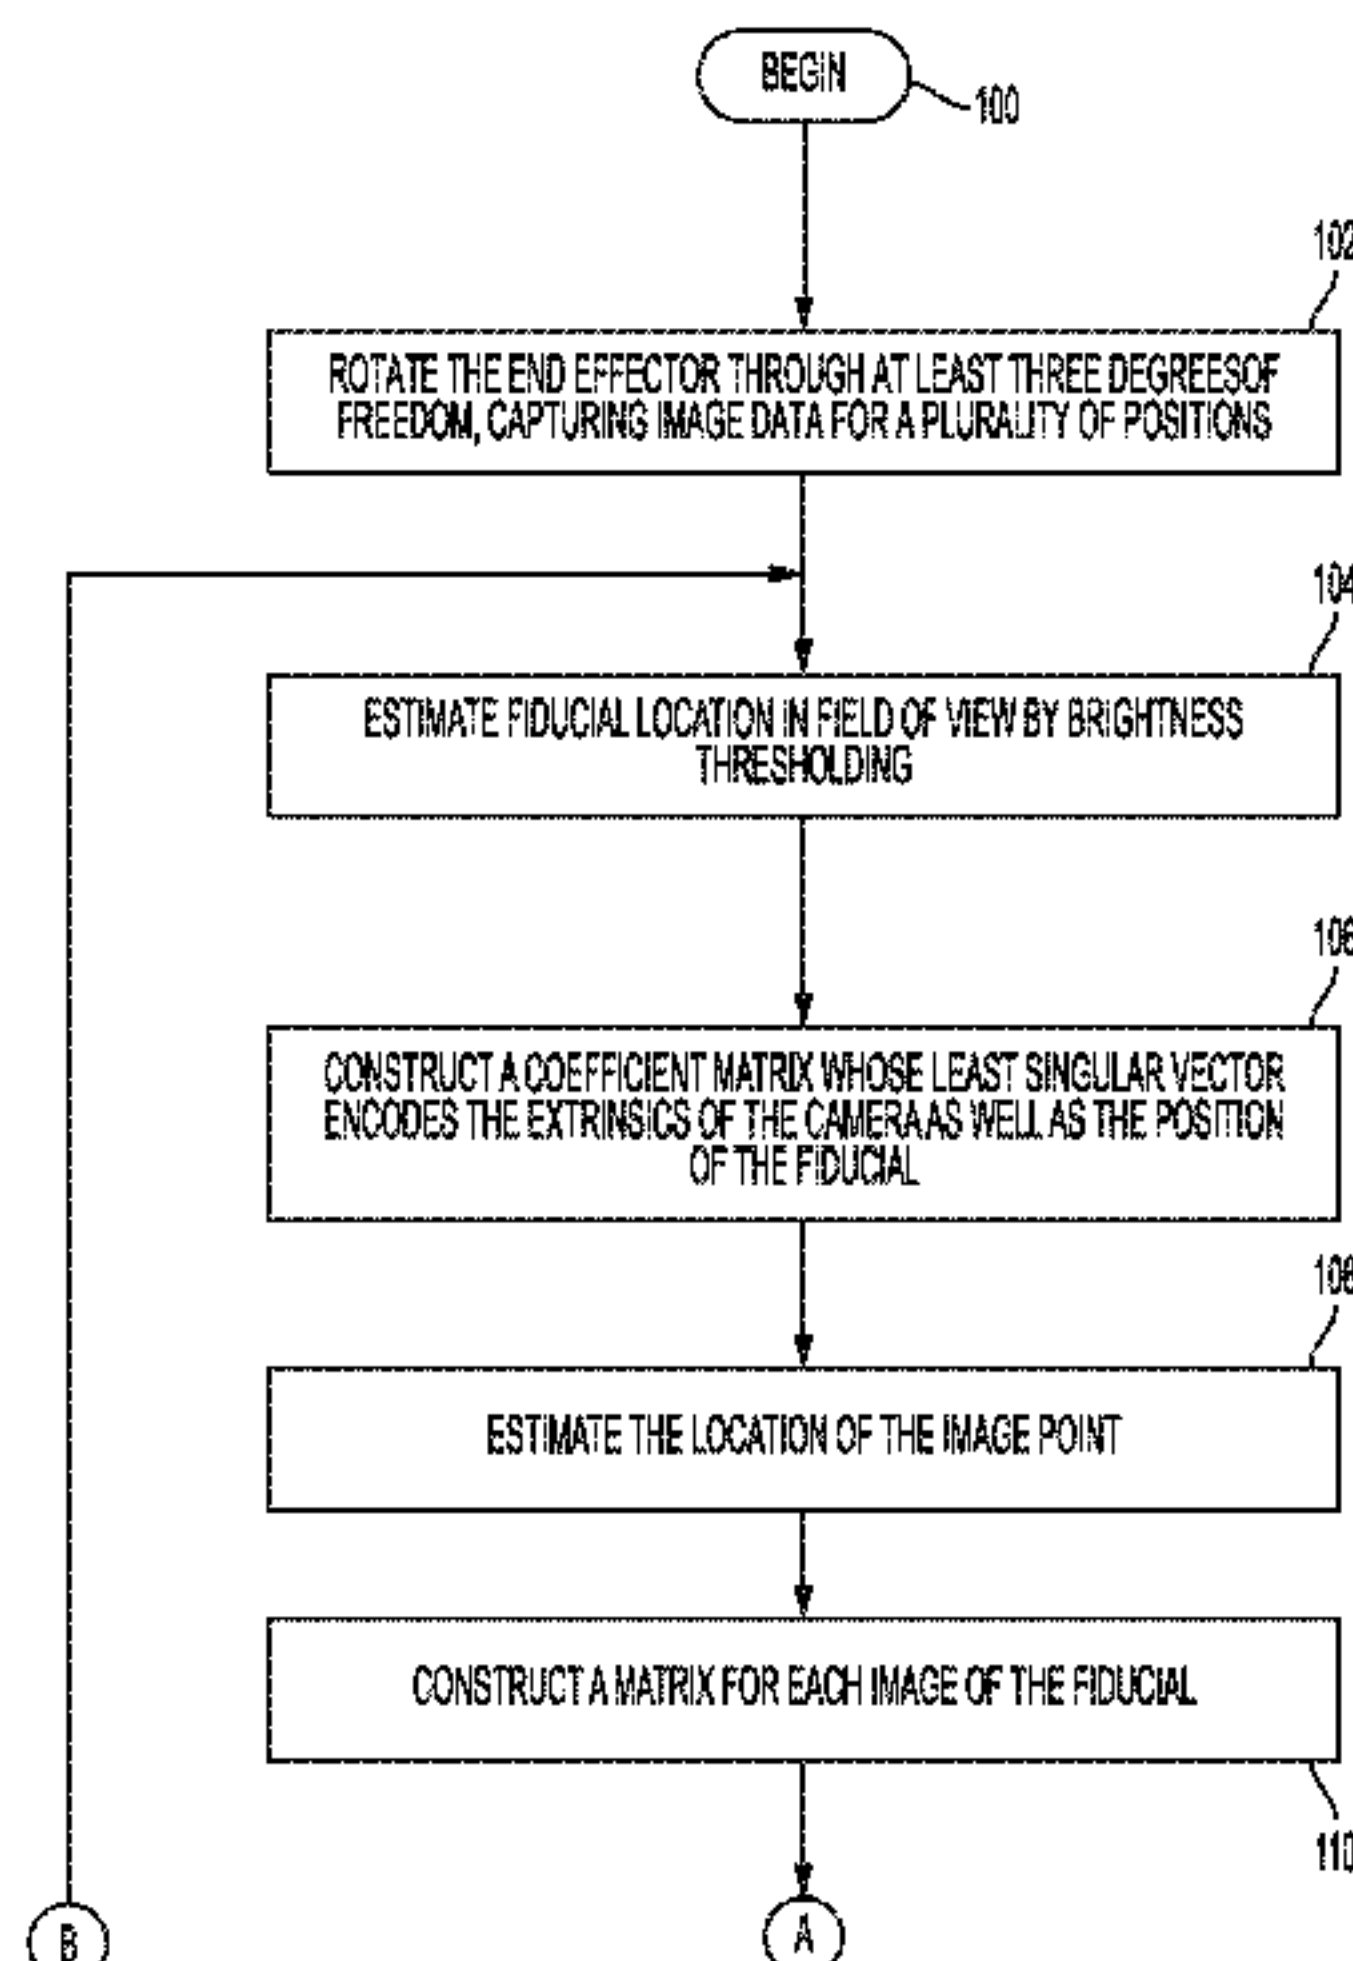 BEGIN
100
102
ROTATE THE END EFFECTOR THROUGH AT LEAST THREE DEGREESOF
FREEDOM, CAPTURING IMAGE DATA FOR A PLURALITY OF POSITIONS
104
ESTIMATE FIDUCIAL LOCATION IN FIELD OF VIEW BY BRIGHTNESS
THRESHOLDING
106
CONSTRUCT A COEFFICIENT MATRIX WHOSE LEAST SINGULAR VECTOR
ENCODES THE EXTRINSICS OF THE CAMERA AS WELL AS THE POSITION
OF THE FIDUCIAL
108
ESTIMATE THE LOCATION OF THE IMAGE POINT
CONSTRUCT A MATRIX FOR EACH IMAGE OF THE FIDUCIAL
110
B
A